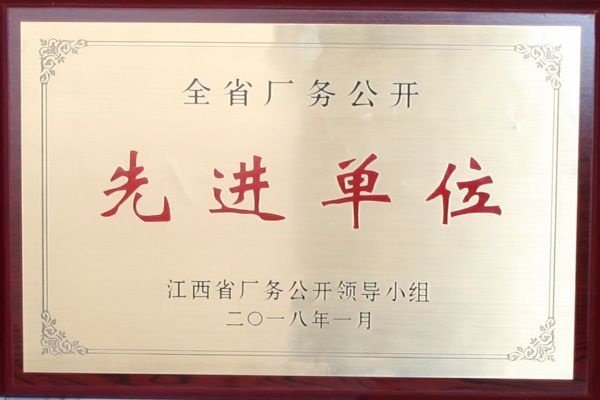 全省厂务公开
先进单位
江西省厂务公开领导小组
二〇一八年一月